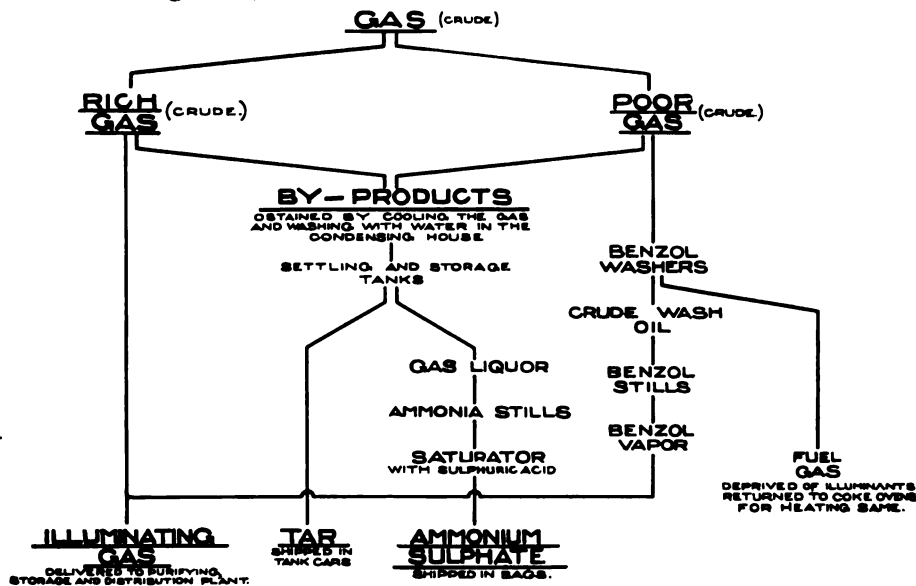 GAS (CRUDE)
RICH GAS (CRUDE.)
POOR GAS (CRUDE)
BY-PRODUCTS
OBTAINED BY COOLING THE GAS
AND WASHING WITH WATER IN THE
CONDENSING HOUSE
SETTLING AND STORAGE
TANKS
BENZOL
WASHERS
CRUDE WASH
OIL
GAS LIQUOR
BENZOL
STILLS
AMMONIA STILLS
BENZOL
VAPOR
SATURATOR
WITH SULPHURIC ACID
FUEL
GAS
DEPRIVED OF ILLUMINANTS
RETURNED TO COKE OVENS
FOR HEATING SAME.
ILLUMINATING
GAS
DELIVERED TO PURIFYING
STORAGE AND DISTRIBUTION PLANT.
TAR
SHIPPED IN
TANK CARS
AMMONIUM
SULPHATE
SHIPPED IN BAGS.